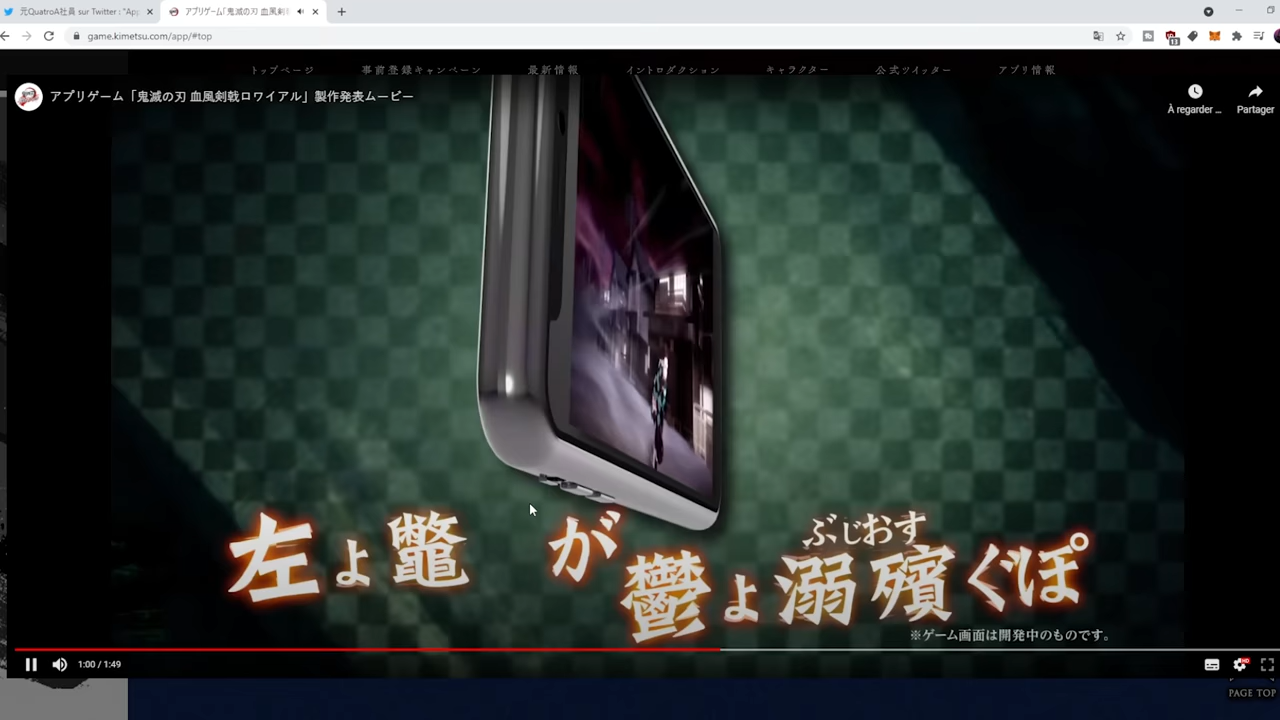 元QuatroA社員 sur Twitter : "App
アプリゲーム「鬼滅の刃 血風剣戟
game.kimetsu.com/app/#top
13
トップページ 事前登録キャンペーン 最新情報 イントロダクション キャラクター 公式ツイッター アプリ情報
アプリゲーム「鬼滅の刃 血風剣戟ロワイアル」製作発表ムービー
À regarder ...
Partager
ぶじおす
左ょ鼈 が鬱ょ溺殯ぐぽ
※ゲーム画面は開発中のものです。
1:00 / 1:49
HD
PAGE TOP